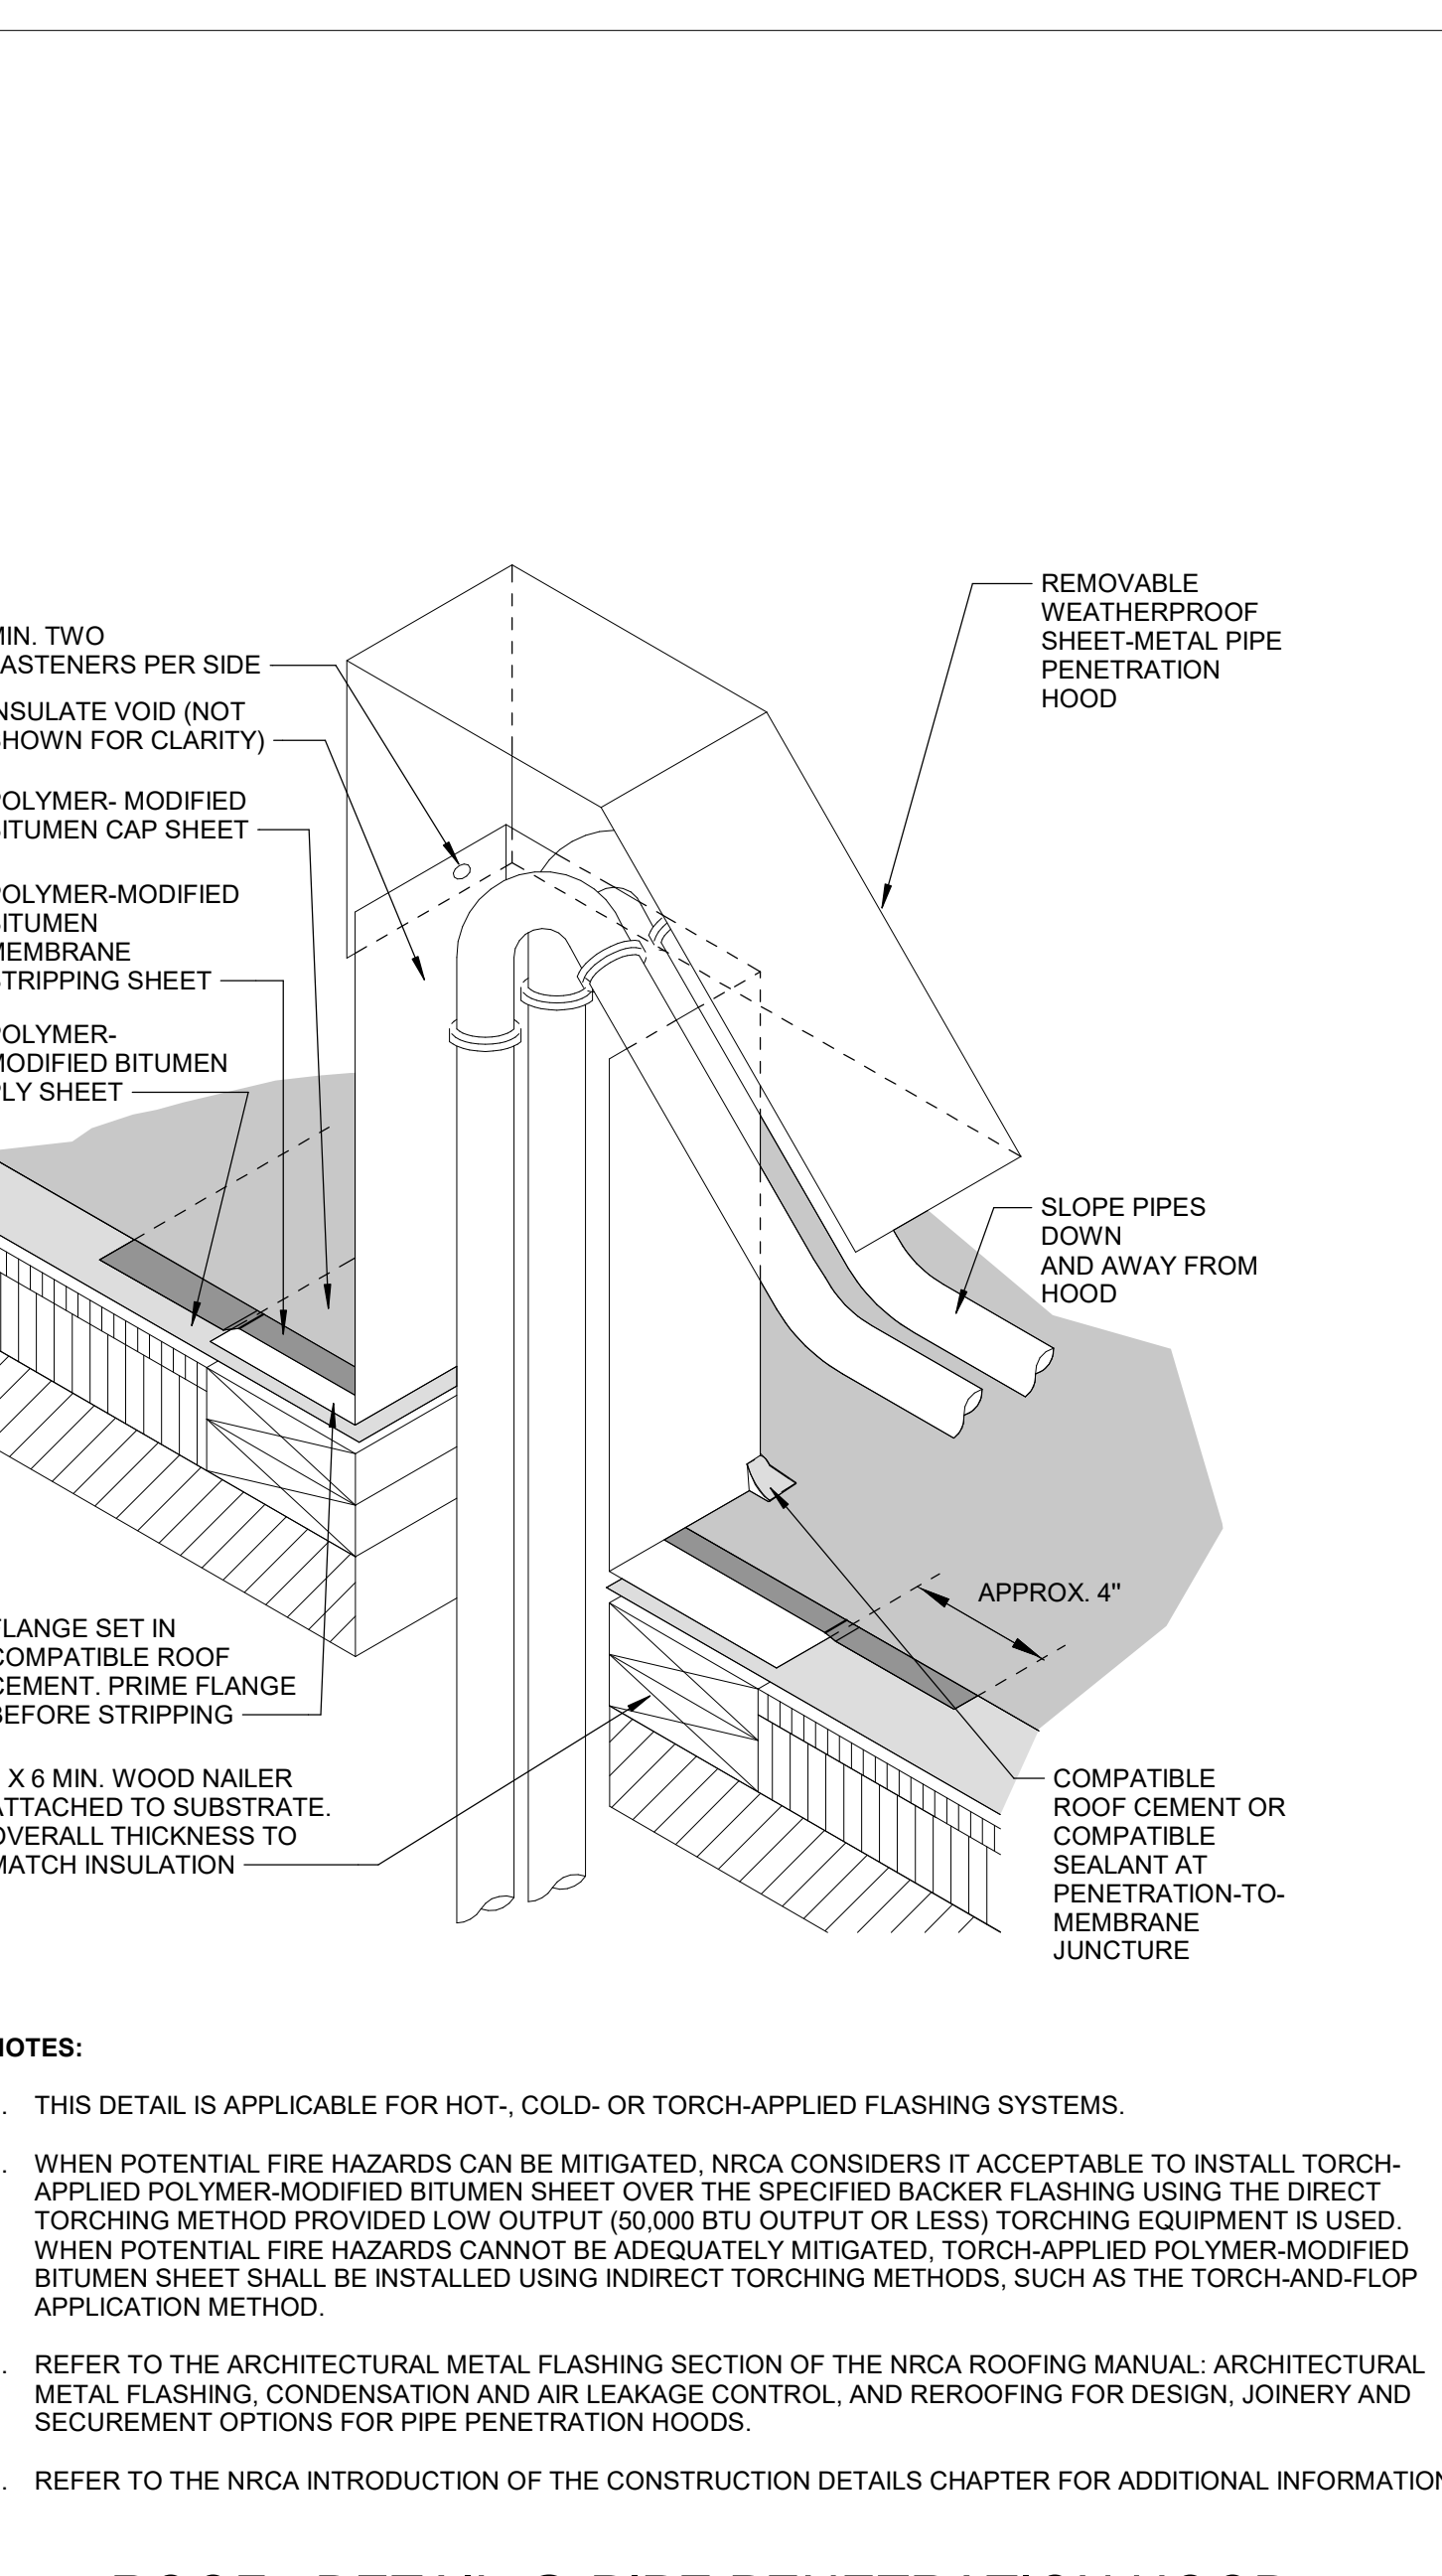 REMOVABLE
WEATHERPROOF
SHEET-METAL PIPE
PENETRATION
HOOD
MIN. TWO
FASTENERS PER SIDE
INSULATE VOID (NOT
SHOWN FOR CLARITY)
POLYMER- MODIFIED
BITUMEN CAP SHEET
POLYMER-MODIFIED
BITUMEN
MEMBRANE
STRIPPING SHEET
POLYMER-
MODIFIED BITUMEN
PLY SHEET
SLOPE PIPES
DOWN
AND AWAY FROM
HOOD
APPROX. 4"
FLANGE SET IN
COMPATIBLE ROOF
CEMENT. PRIME FLANGE
BEFORE STRIPPING
X 6 MIN. WOOD NAILER
ATTACHED TO SUBSTRATE.
OVERALL THICKNESS TO
MATCH INSULATION
COMPATIBLE
ROOF CEMENT OR
COMPATIBLE
SEALANT AT
PENETRATION-TO-
MEMBRANE
JUNCTURE
NOTES:
. THIS DETAIL IS APPLICABLE FOR HOT-, COLD- OR TORCH-APPLIED FLASHING SYSTEMS.
. WHEN POTENTIAL FIRE HAZARDS CAN BE MITIGATED, NRCA CONSIDERS IT ACCEPTABLE TO INSTALL TORCH-
APPLIED POLYMER-MODIFIED BITUMEN SHEET OVER THE SPECIFIED BACKER FLASHING USING THE DIRECT
TORCHING METHOD PROVIDED LOW OUTPUT (50,000 BTU OUTPUT OR LESS) TORCHING EQUIPMENT IS USED.
WHEN POTENTIAL FIRE HAZARDS CANNOT BE ADEQUATELY MITIGATED, TORCH-APPLIED POLYMER-MODIFIED
BITUMEN SHEET SHALL BE INSTALLED USING INDIRECT TORCHING METHODS, SUCH AS THE TORCH-AND-FLOP
APPLICATION METHOD.
. REFER TO THE ARCHITECTURAL METAL FLASHING SECTION OF THE NRCA ROOFING MANUAL: ARCHITECTURAL
METAL FLASHING, CONDENSATION AND AIR LEAKAGE CONTROL, AND REROOFING FOR DESIGN, JOINERY AND
SECUREMENT OPTIONS FOR PIPE PENETRATION HOODS.
. REFER TO THE NRCA INTRODUCTION OF THE CONSTRUCTION DETAILS CHAPTER FOR ADDITIONAL INFORMATION